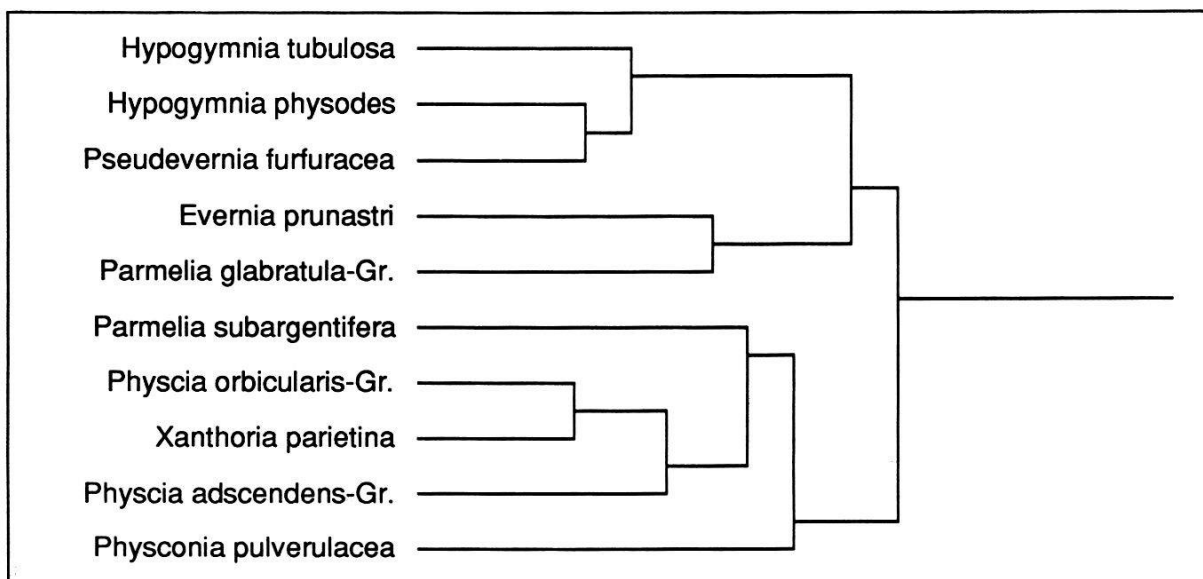 Hypogymnia tubulosa
Hypogymnia physodes
Pseudevernia furfuracea
Evernia prunastri
Parmelia glabratula-Gr.
Parmelia subargentifera
Physcia orbicularis-Gr.
Xanthoria parietina
Physcia adscendens-Gr.
Physconia pulverulacea